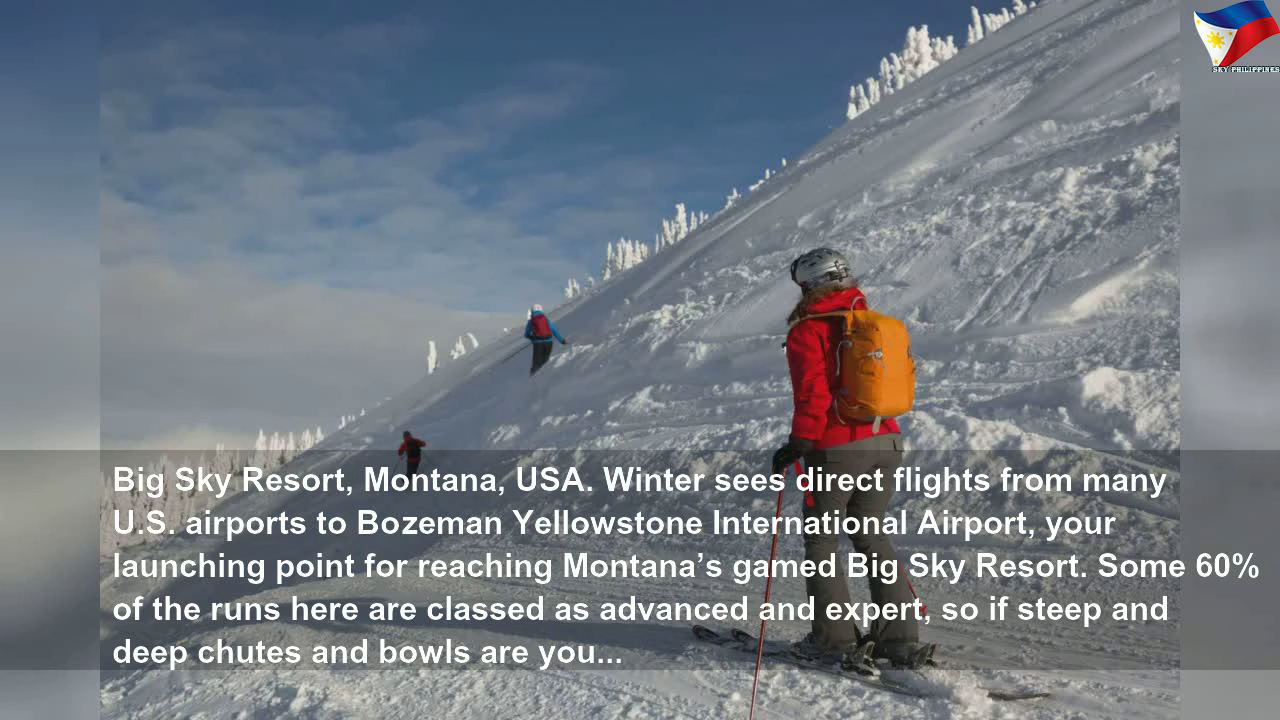 SKY PHILIPPINES
Big Sky Resort, Montana, USA. Winter sees direct flights from many
U.S. airports to Bozeman Yellowstone International Airport, your
launching point for reaching Montana’s gamed Big Sky Resort. Some 60%
of the runs here are classed as advanced and expert, so if steep and
deep chutes and bowls are you...